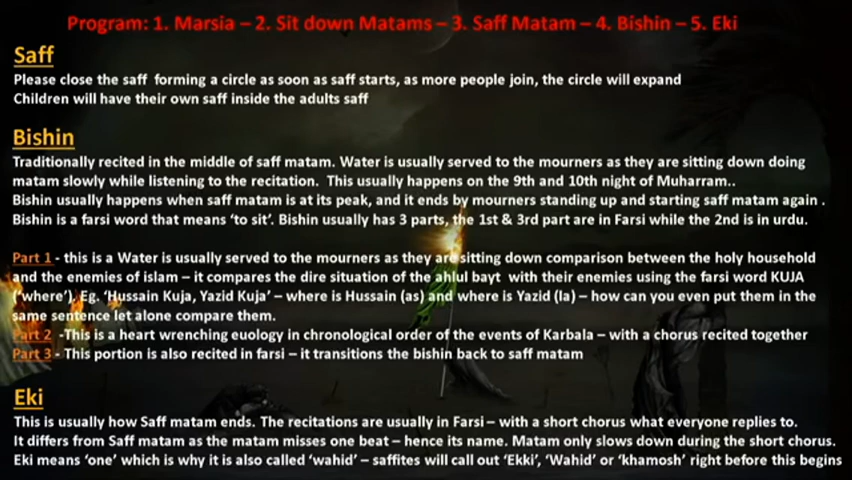 Program: 1. Marsia – 2. Sit down Matams – 3. Saff Matam – 4. Bishin – 5. Eki
Saff
Please close the saff forming a circle as soon as saff starts, as more people join, the circle will expand
Children will have their own saff inside the adults saff
Bishin
Traditionally recited in the middle of saff matam. Water is usually served to the mourners as they are sitting down doing
matam slowly while listening to the recitation. This usually happens on the 9th and 10th night of Muharram..
Bishin usually happens when saff matam is at its peak, and it ends by mourners standing up and starting saff matam again .
Bishin is a farsi word that means ‘to sit’. Bishin usually has 3 parts, the 1st & 3rd part are in Farsi while the 2nd is in urdu.
Part 1 - this is a Water is usually served to the mourners as they are sitting down comparison between the holy household
and the enemies of islam – it compares the dire situation of the ahlul bayt with their enemies using the farsi word KUJA
(‘where’). Eg. ‘Hussain Kuja, Yazid Kuja’ – where is Hussain (as) and where is Yazid (la) – how can you even put them in the
same sentence let alone compare them.
Part 2 -This is a heart wrenching euology in chronological order of the events of Karbala – with a chorus recited together
Part 3 - This portion is also recited in farsi – it transitions the bishin back to saff matam
Eki
This is usually how Saff matam ends. The recitations are usually in Farsi – with a short chorus what everyone replies to.
It differs from Saff matam as the matam misses one beat – hence its name. Matam only slows down during the short chorus.
Eki means ‘one’ which is why it is also called ‘wahid’ – saffites will call out ‘Ekki’, ‘Wahid’ or ‘khamosh’ right before this begins